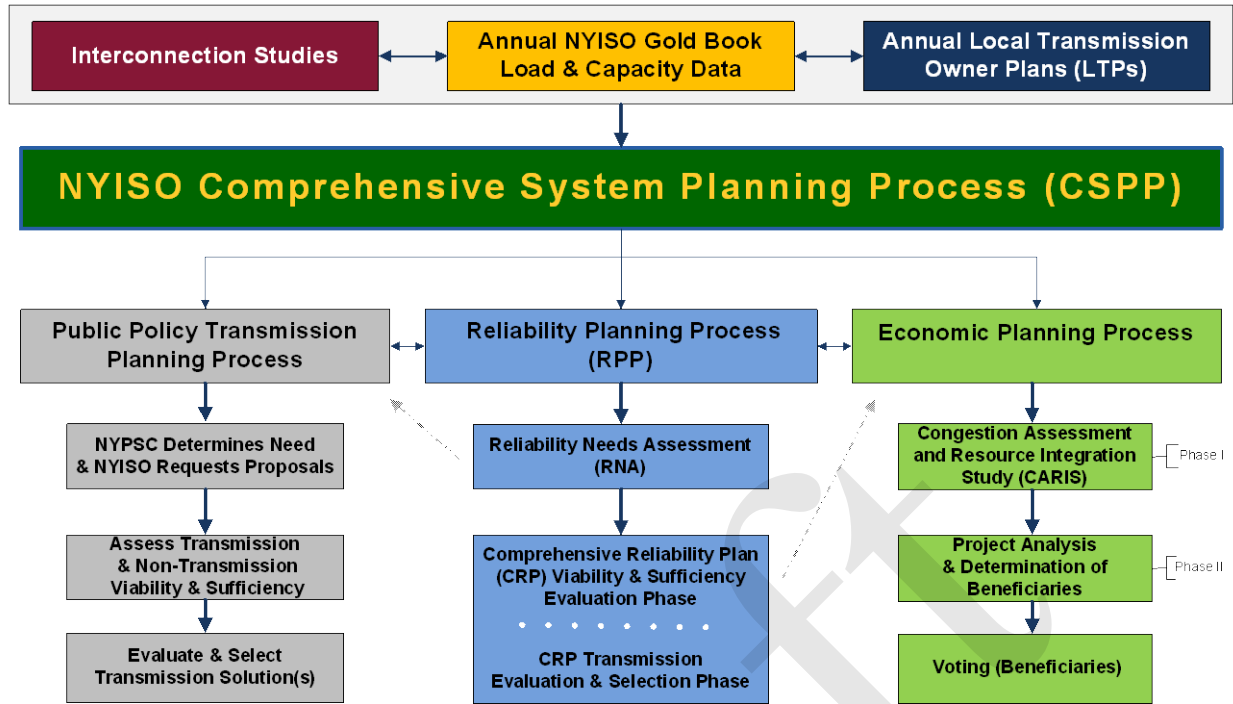 Interconnection Studies
Annual NYISO Gold Book
Load & Capacity Data
Annual Local Transmission
Owner Plans (LTPs)
NYISO Comprehensive System Planning Process (CSPP)
Public Policy Transmission
Planning Process
Reliability Planning Process
(RPP)
Economic Planning Process
NYPSC Determines Need
& NYISO Requests Proposals
Reliability Needs Assessment
(RNA)
Congestion Assessment
and Resource Integration
Study (CARIS)
Phase I
Assess Transmission
& Non-Transmission
Viability & Sufficiency
Comprehensive Reliability Plan
(CRP) Viability & Sufficiency
Evaluation Phase
CRP Transmission
Evaluation & Selection Phase
Project Analysis
& Determination of
Beneficiaries
Phase II
Evaluate & Select
Transmission Solution(s)
Voting (Beneficiaries)
ft